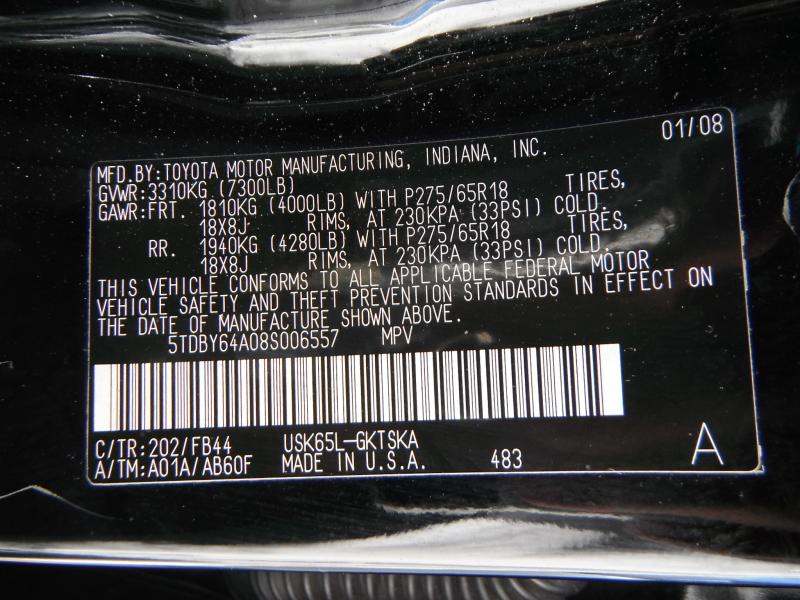 01/08
MFD.BY:TOYOTA MOTOR MANUFACTURING, INDIANA, INC.
GVWR:3310KG (7300LB)
GAWR:FRT. 1810KG (4000LB) WITH P275/65R18 TIRES,
18X8J- RIMS, AT 230KPA (33PSI) COLD.
RR. 1940KG (4280LB) WITH P275/65R18 TIRES,
18X8J RIMS, AT 230KPA (33PSI) COLD.
THIS VEHICLE CONFORMS TO ALL APPLICABLE FEDERAL MOTOR
VEHICLE SAFETY AND THEFT PREVENTION STANDARDS IN EFFECT ON
THE DATE OF MANUFACTURE SHOWN ABOVE.
5TDBY64A08S006557 MPV
C/TR:202/FB44 USK65L-GKTSKA
A/TM:A01A/AB60F MADE IN U.S.A. 483 A